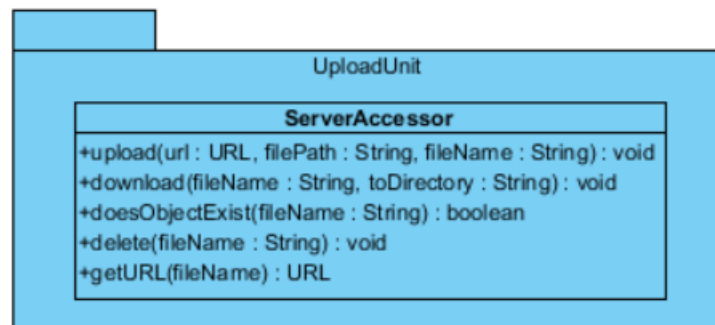 UploadUnit
ServerAccessor
+upload(url : URL, filePath : String, fileName : String) : void
+download(fileName : String, toDirectory : String) : void
+doesObjectExist(fileName : String) : boolean
+delete(fileName : String) : void
+getURL(fileName) : URL